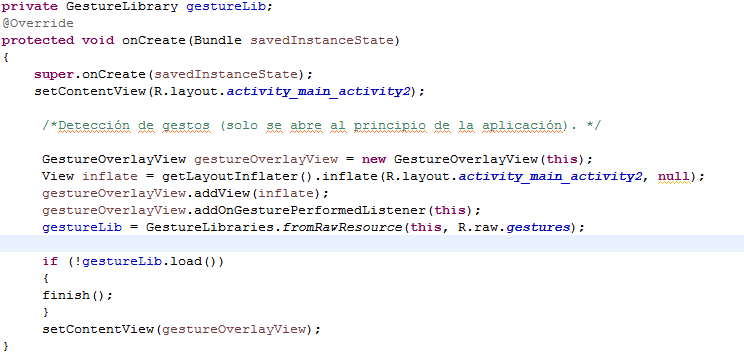 private GestureLibrary gestureLib;
@Override
protected void onCreate(Bundle savedInstanceState)
{
super.onCreate(savedInstanceState);
setContentView(R.layout.activity_main_activity2);
/*Detección de gestos (solo se abre al principio de la aplicación). */
GestureOverlayView gestureOverlayView = new GestureOverlayView(this);
View inflate = getLayoutInflater().inflate(R.layout.activity_main_activity2, null);
gestureOverlayView.addView(inflate);
gestureOverlayView.addOnGesturePerformedListener(this);
gestureLib = GestureLibraries.fromRawResource(this, R.raw.gestures);
if (!gestureLib.load())
{
finish();
}
setContentView(gestureOverlayView);
}